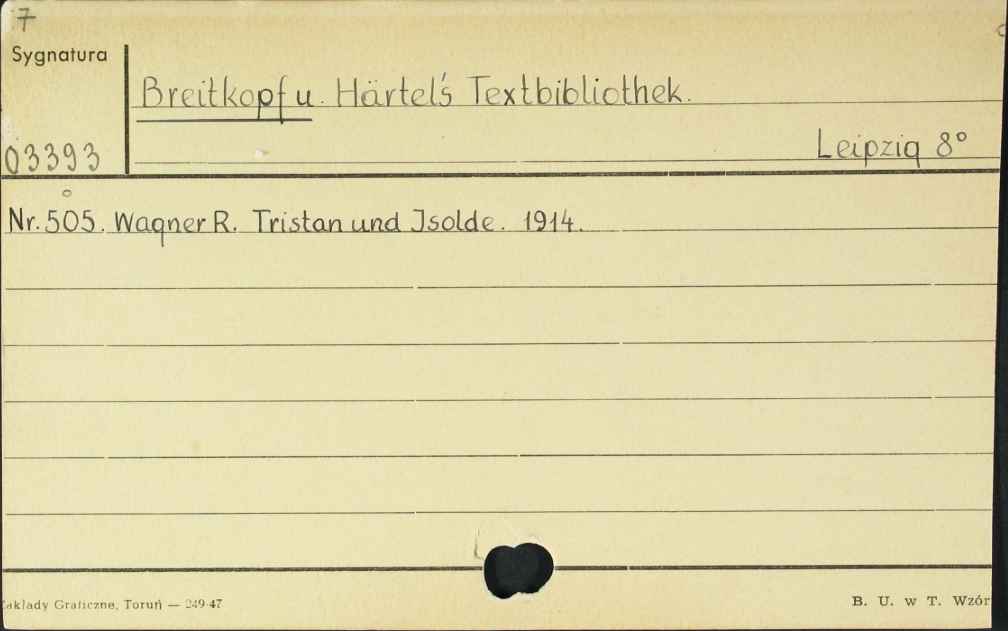 7
Sygnatura
Breitkopf u. Härtel's Textbibliothek.
03393
Leipzig 8°
Nr. 505. Wagner R. Tristan und Jsolde. 1914.
Zakłady Graficzne, Toruń — 249-47
B. U. w T. Wzór